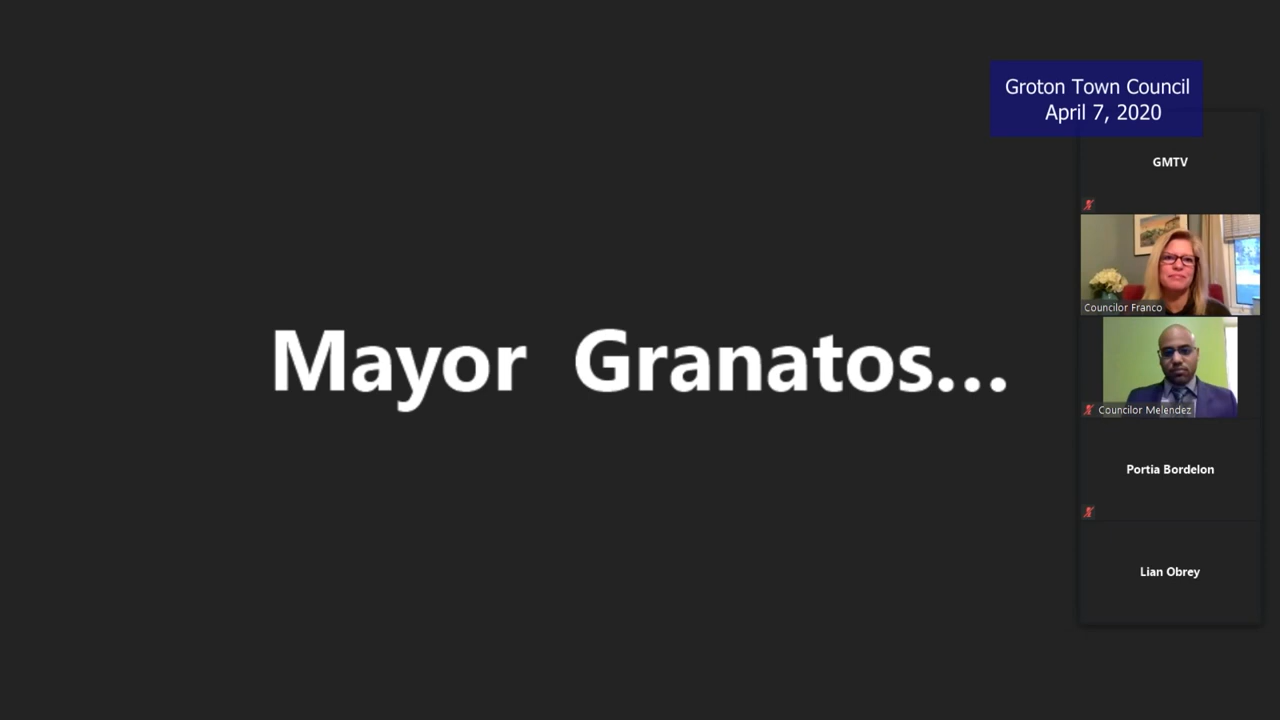 Groton Town Council
April 7, 2020
GMTV
Councilor Franco
Mayor Granatos...
Councilor Melendez
Portia Bordelon
Lian Obrey